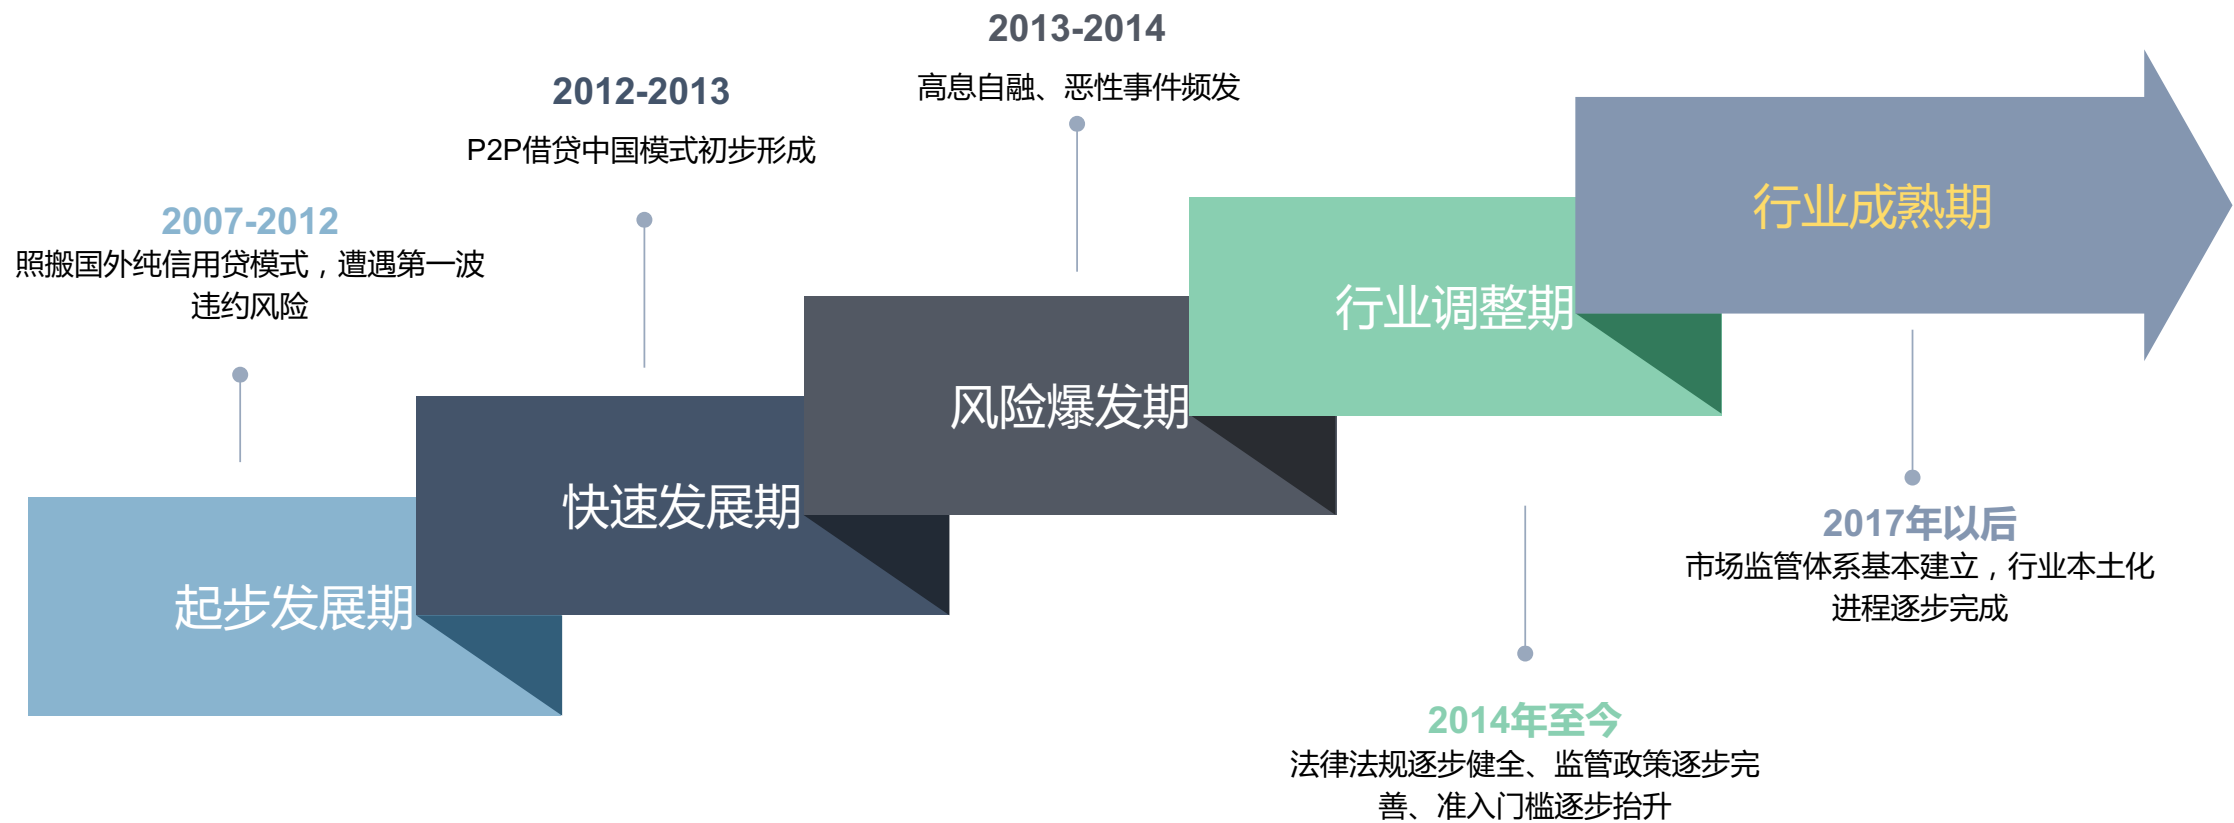 2007-2012
照搬国外纯信用贷模式，遭遇第一波
违约风险
起步发展期
2012-2013
P2P借贷中国模式初步形成
快速发展期
2013-2014
高息自融、恶性事件频发
风险爆发期
行业调整期
2014年至今
法律法规逐步健全、监管政策逐步完
善、准入门槛逐步抬升
行业成熟期
2017年以后
市场监管体系基本建立，行业本土化
进程逐步完成